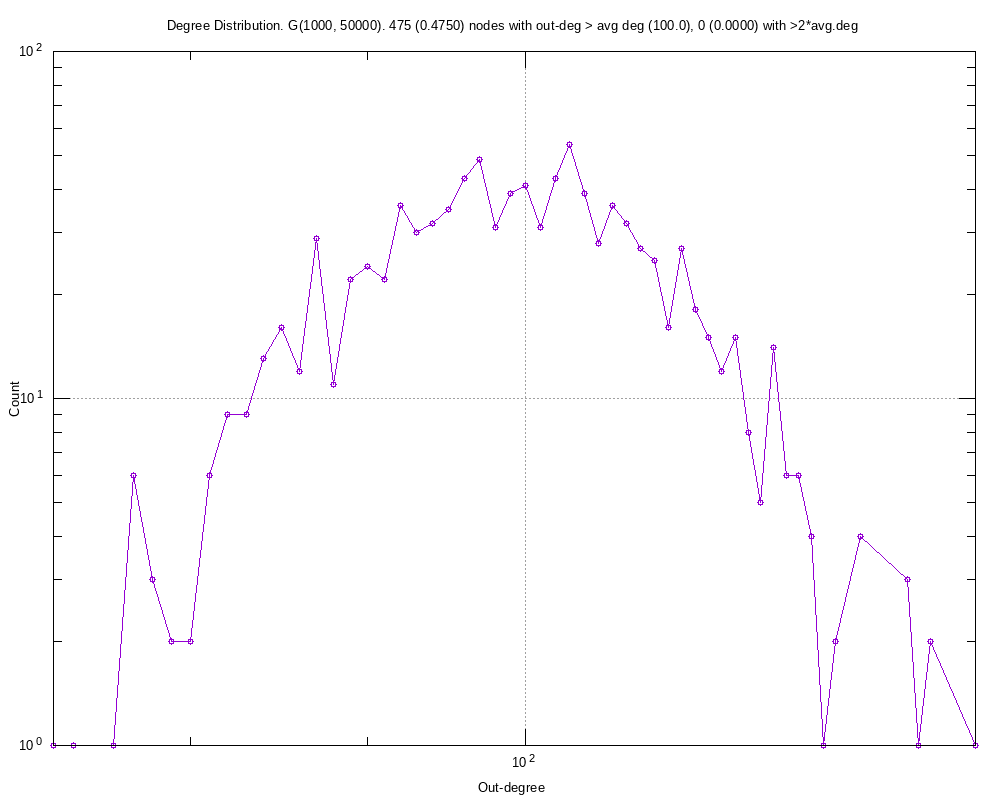 Degree Distribution. G(1000, 50000). 475 (0.4750) nodes with out-deg > avg deg (100.0), 0 (0.0000) with >2*avg.deg
10^2
Count
10^1
10^0
10^2
Out-degree